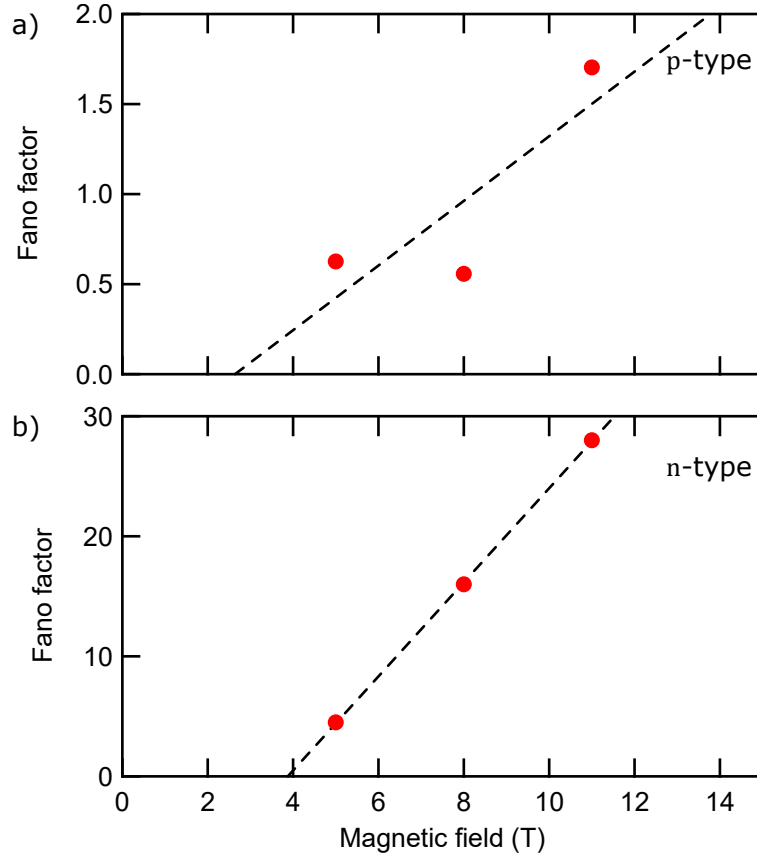 a)
2.0
1.5
1.0
0.5
0.0
Fano factor
p-type
b)
30
20
10
0
Fano factor
n-type
0 2 4 6 8 10 12 14
Magnetic field (T)